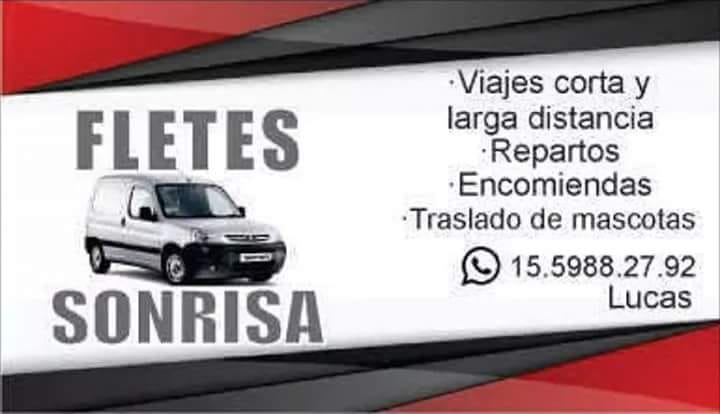 FLETES
SONRISA
·Viajes corta y
larga distancia
·Repartos
·Encomiendas
·Traslado de mascotas
15.5988.27.92
Lucas